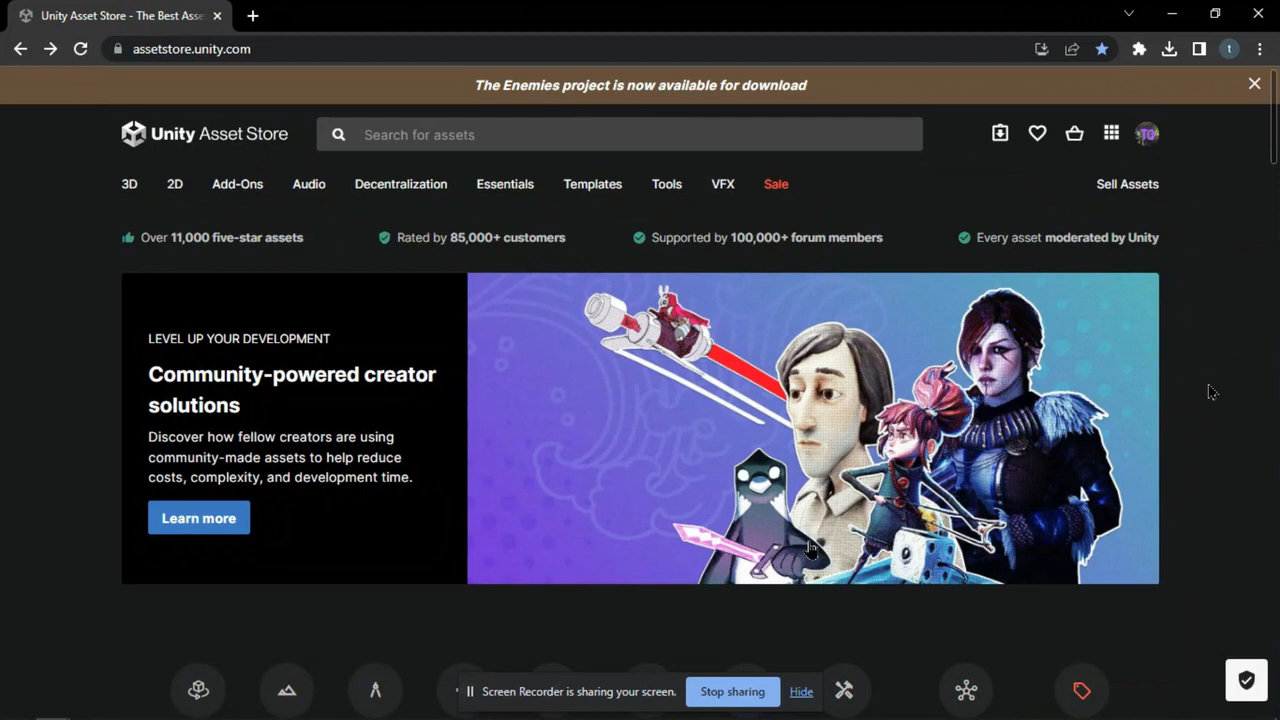 Unity Asset Store - The Best Asse
assetstore.unity.com
t
The Enemies project is now available for download
Unity Asset Store
Search for assets
TG
3D
2D
Add-Ons
Audio
Decentralization
Essentials
Templates
Tools
VFX
Sale
Sell Assets
Over 11,000 five-star assets
Rated by 85,000+ customers
Supported by 100,000+ forum members
Every asset moderated by Unity
LEVEL UP YOUR DEVELOPMENT
Community-powered creator
solutions
Discover how fellow creators are using
community-made assets to help reduce
costs, complexity, and development time.
Learn more
Screen Recorder is sharing your screen.
Stop sharing
Hide